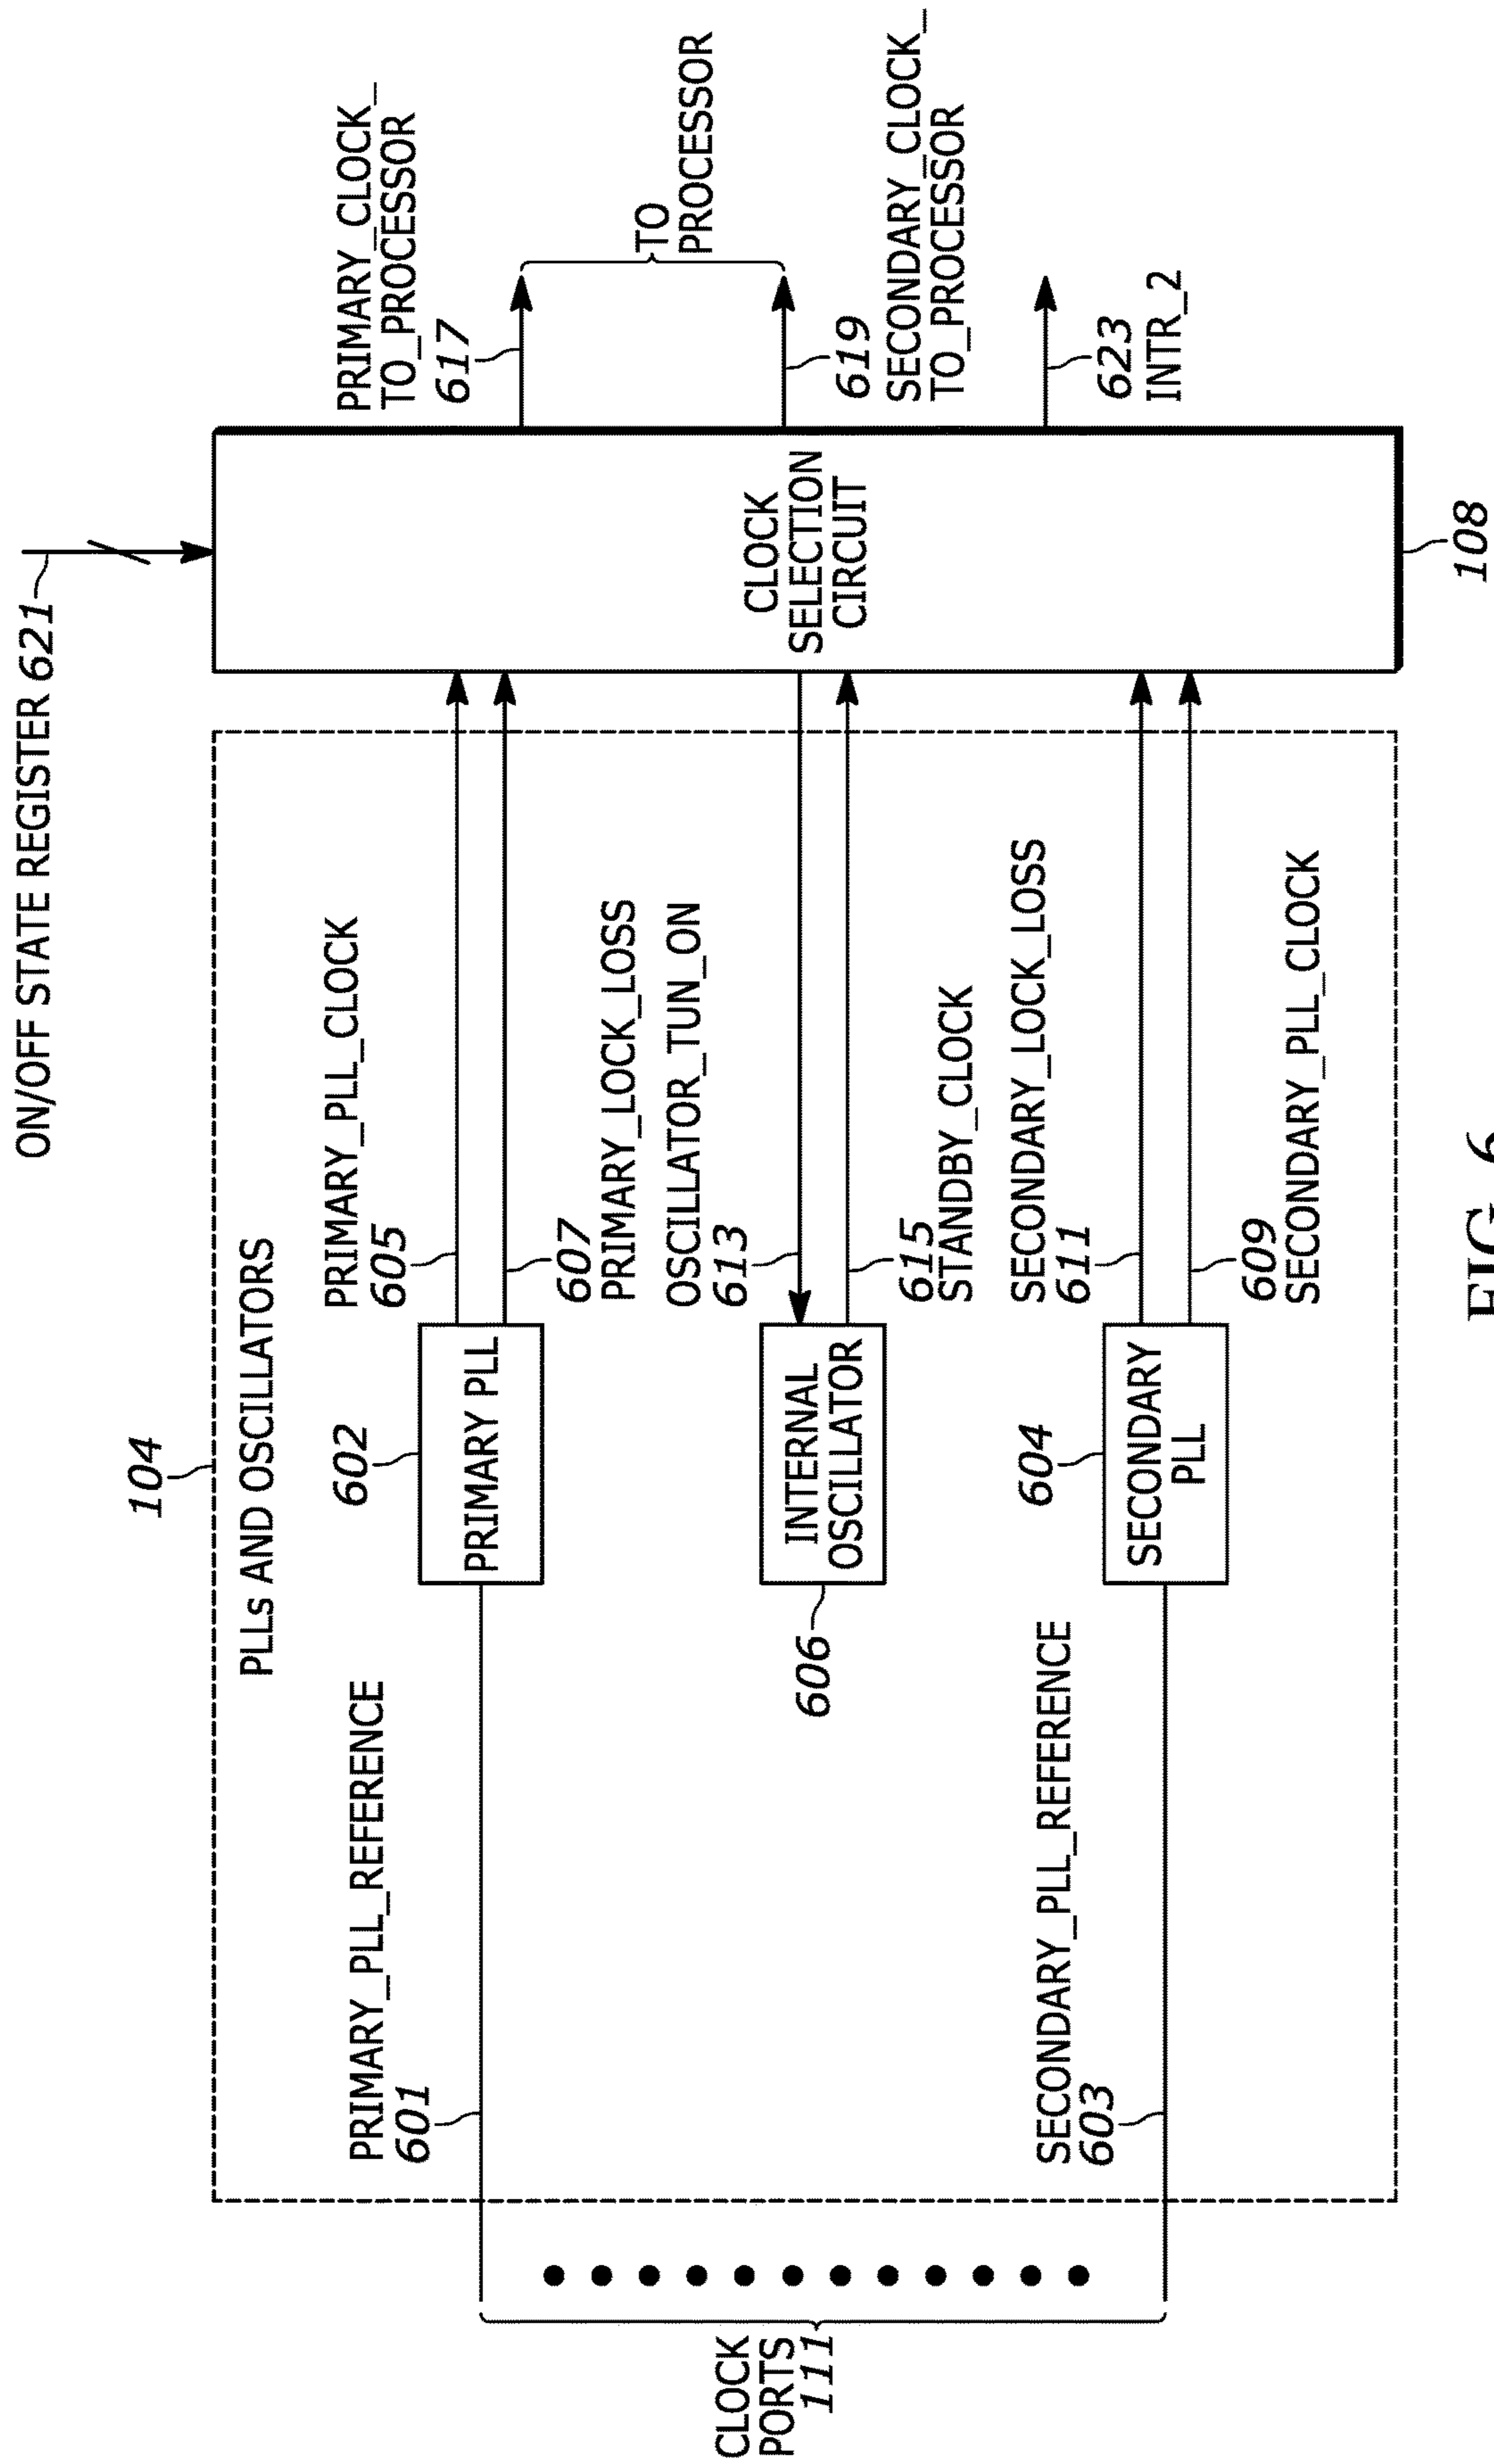 ON/OFF STATE REGISTER 621
104
PLLs AND OSCILLATORS
PRIMARY_PLL_REFERENCE
601
602
PRIMARY PLL
PRIMARY_PLL_CLOCK
605
607
PRIMARY_LOCK_LOSS
OSCILLATOR_TUN_ON
613
INTERNAL
OSCILLATOR
606
615
STANDBY_CLOCK
SECONDARY_LOCK_LOSS
611
SECONDARY_PLL_REFERENCE
603
604
SECONDARY
PLL
609
SECONDARY_PLL_CLOCK
CLOCK
PORTS
111
CLOCK
SELECTION
CIRCUIT
108
PRIMARY_CLOCK_
TO_PROCESSOR
617
TO
PROCESSOR
619
SECONDARY_CLOCK_
TO_PROCESSOR
623
INTR_2